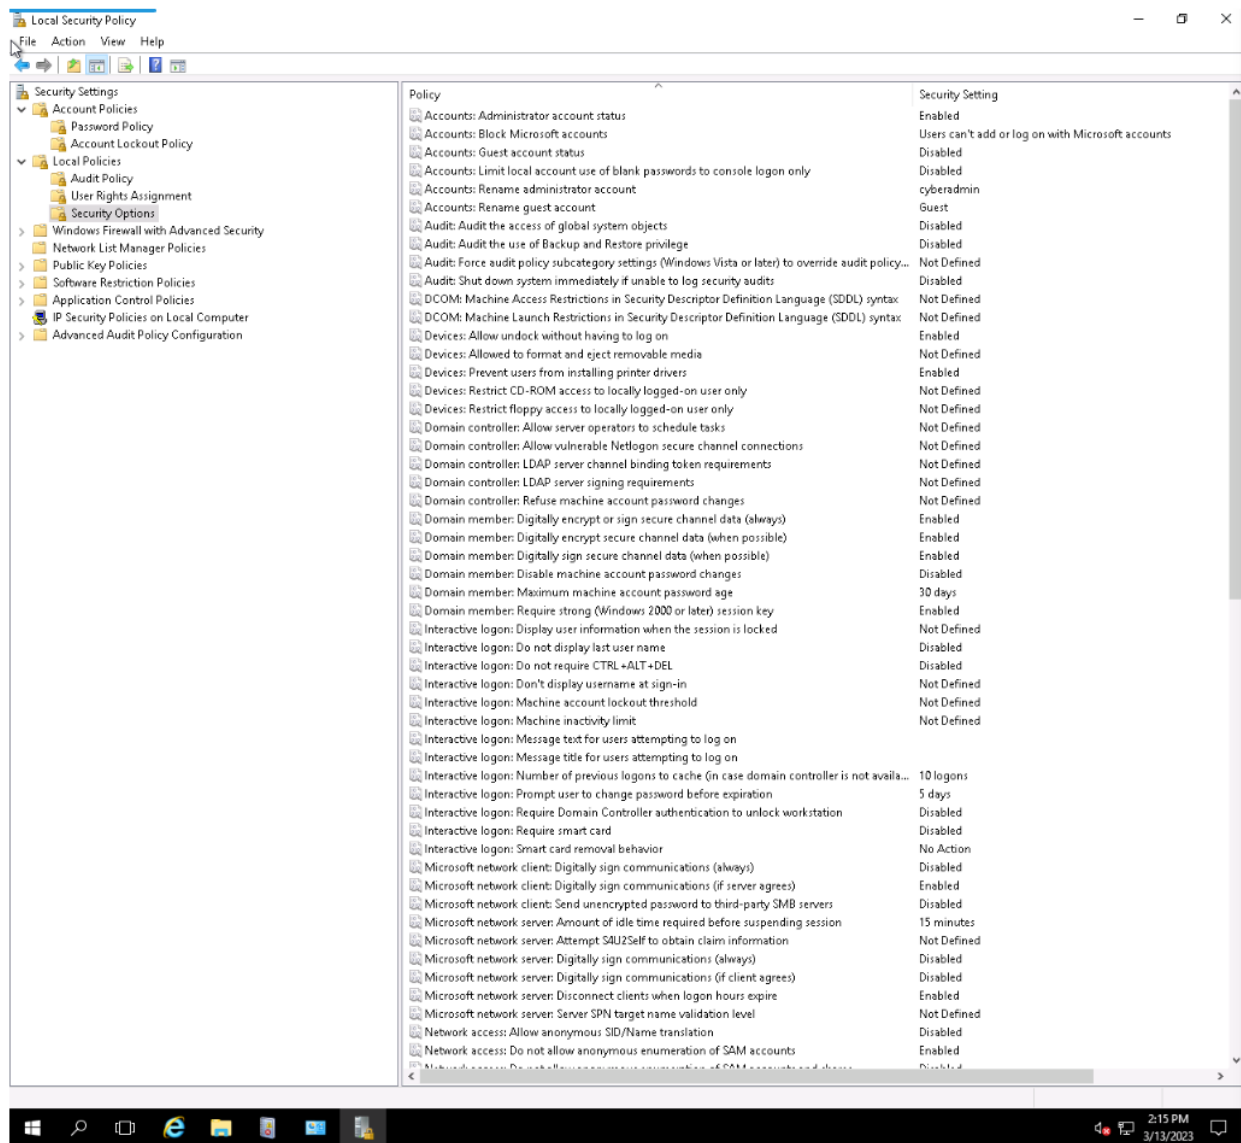 Local Security Policy
File Action View Help
Security Settings
Account Policies
Password Policy
Account Lockout Policy
Local Policies
Audit Policy
User Rights Assignment
Security Options
Windows Firewall with Advanced Security
Network List Manager Policies
Public Key Policies
Software Restriction Policies
Application Control Policies
IP Security Policies on Local Computer
Advanced Audit Policy Configuration
Policy Security Setting
Accounts: Administrator account status Enabled
Accounts: Block Microsoft accounts Users can't add or log on with Microsoft accounts
Accounts: Guest account status Disabled
Accounts: Limit local account use of blank passwords to console logon only Disabled
Accounts: Rename administrator account cyberadmin
Accounts: Rename guest account Guest
Audit: Audit the access of global system objects Disabled
Audit: Audit the use of Backup and Restore privilege Disabled
Audit: Force audit policy subcategory settings (Windows Vista or later) to override audit policy... Not Defined
Audit: Shut down system immediately if unable to log security audits Disabled
DCOM: Machine Access Restrictions in Security Descriptor Definition Language (SDDL) syntax Not Defined
DCOM: Machine Launch Restrictions in Security Descriptor Definition Language (SDDL) syntax Not Defined
Devices: Allow undock without having to log on Enabled
Devices: Allowed to format and eject removable media Not Defined
Devices: Prevent users from installing printer drivers Enabled
Devices: Restrict CD-ROM access to locally logged-on user only Not Defined
Devices: Restrict floppy access to locally logged-on user only Not Defined
Domain controller: Allow server operators to schedule tasks Not Defined
Domain controller: Allow vulnerable Netlogon secure channel connections Not Defined
Domain controller: LDAP server channel binding token requirements Not Defined
Domain controller: LDAP server signing requirements Not Defined
Domain controller: Refuse machine account password changes Not Defined
Domain member: Digitally encrypt or sign secure channel data (always) Enabled
Domain member: Digitally encrypt secure channel data (when possible) Enabled
Domain member: Digitally sign secure channel data (when possible) Enabled
Domain member: Disable machine account password changes Disabled
Domain member: Maximum machine account password age 30 days
Domain member: Require strong (Windows 2000 or later) session key Enabled
Interactive logon: Display user information when the session is locked Not Defined
Interactive logon: Do not display last user name Disabled
Interactive logon: Do not require CTRL+ALT+DEL Disabled
Interactive logon: Don't display username at sign-in Not Defined
Interactive logon: Machine account lockout threshold Not Defined
Interactive logon: Machine inactivity limit Not Defined
Interactive logon: Message text for users attempting to log on
Interactive logon: Message title for users attempting to log on
Interactive logon: Number of previous logons to cache (in case domain controller is not availa... 10 logons
Interactive logon: Prompt user to change password before expiration 5 days
Interactive logon: Require Domain Controller authentication to unlock workstation Disabled
Interactive logon: Require smart card Disabled
Interactive logon: Smart card removal behavior No Action
Microsoft network client: Digitally sign communications (always) Disabled
Microsoft network client: Digitally sign communications (if server agrees) Enabled
Microsoft network client: Send unencrypted password to third-party SMB servers Disabled
Microsoft network server: Amount of idle time required before suspending session 15 minutes
Microsoft network server: Attempt S4U2Self to obtain claim information Not Defined
Microsoft network server: Digitally sign communications (always) Disabled
Microsoft network server: Digitally sign communications (if client agrees) Disabled
Microsoft network server: Disconnect clients when logon hours expire Enabled
Microsoft network server: Server SPN target name validation level Not Defined
Network access: Allow anonymous SID/Name translation Disabled
Network access: Do not allow anonymous enumeration of SAM accounts Enabled
Network access: Do not allow anonymous enumeration of SAM accounts and shares Disabled
2:15 PM
3/13/2023